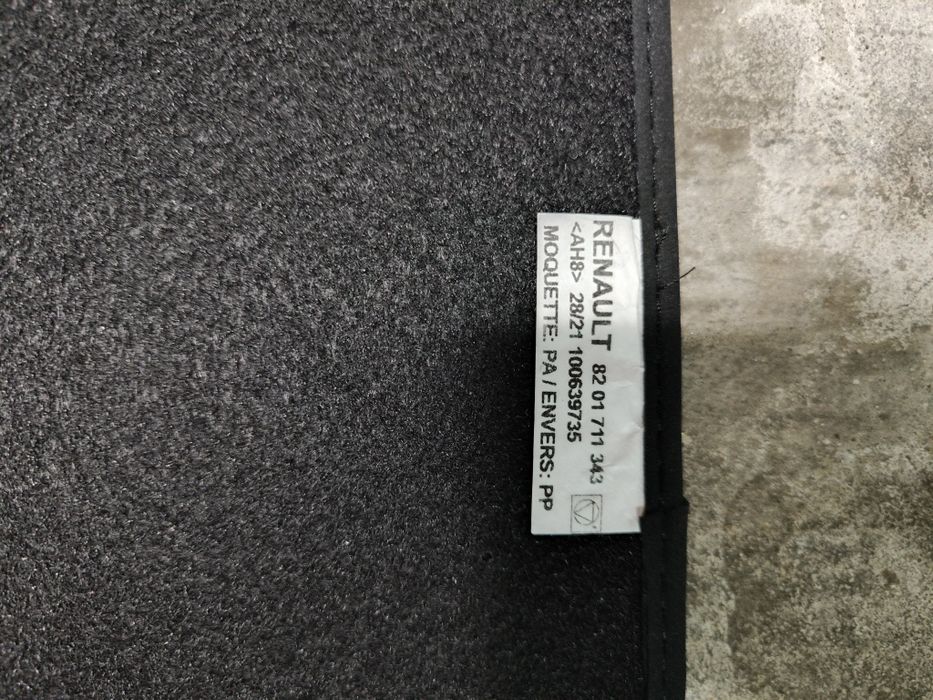 RENAULT 82 01 711 343
<AH8> 28/21 100639735
MOQUETTE: PA / ENVERS: PP